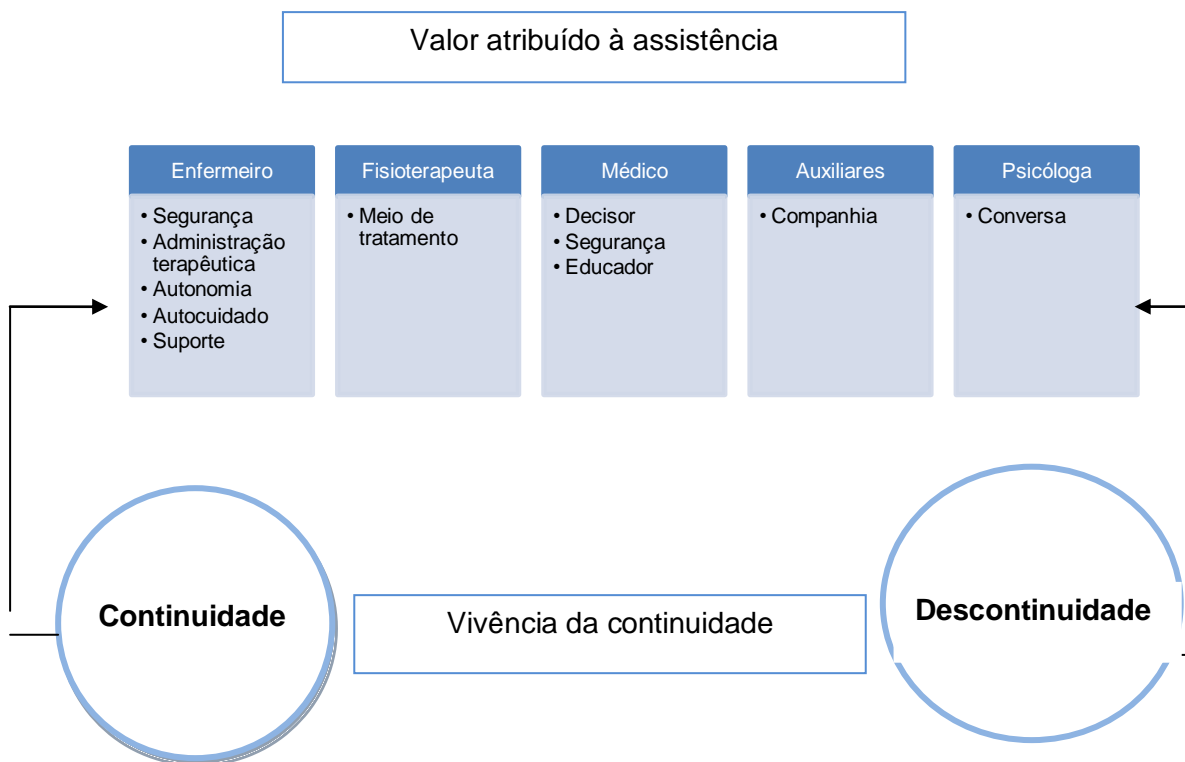 Valor atribuído à assistência
Enfermeiro
• Segurança
• Administração
terapêutica
• Autonomia
• Autocuidado
• Suporte
Fisioterapeuta
• Meio de
tratamento
Médico
• Decisor
• Segurança
• Educador
Auxiliares
• Companhia
Psicóloga
• Conversa
Continuidade
Vivência da continuidade
Descontinuidade